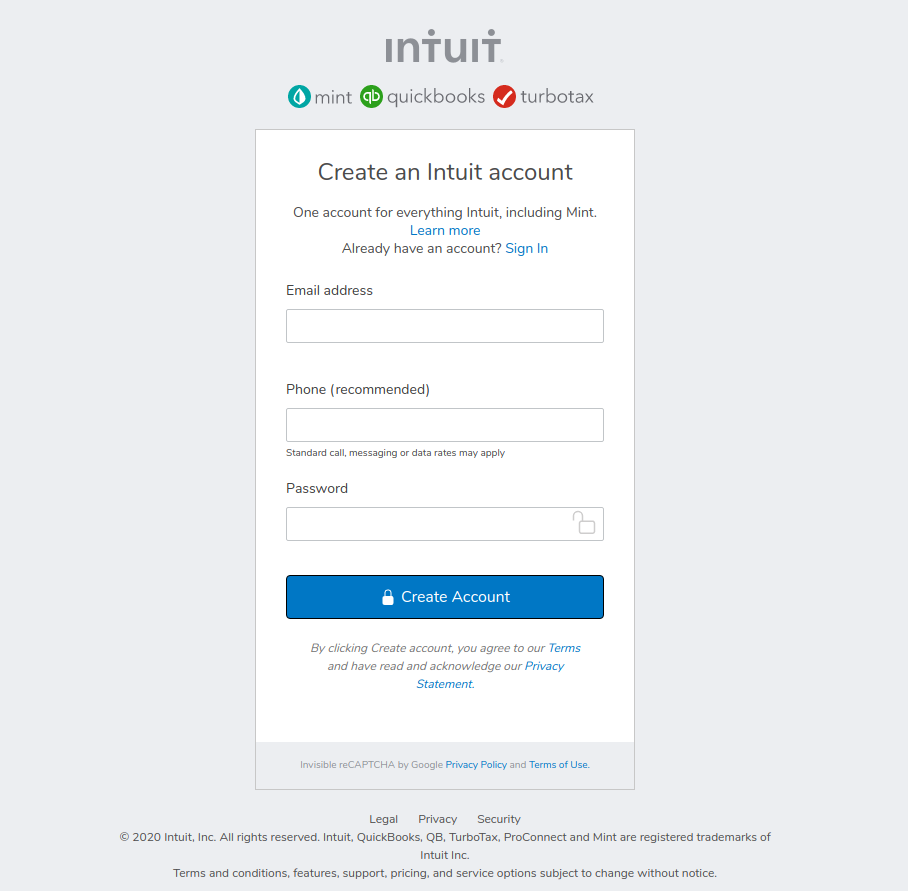 intuit
mint quickbooks turbotax
Create an Intuit account
One account for everything Intuit, including Mint.
Learn more
Already have an account? Sign In
Email address
Phone (recommended)
Standard call, messaging or data rates may apply
Password
Create Account
By clicking Create account, you agree to our Terms
and have read and acknowledge our Privacy
Statement.
Invisible reCAPTCHA by Google Privacy Policy and Terms of Use.
Legal Privacy Security
© 2020 Intuit, Inc. All rights reserved. Intuit, QuickBooks, QB, TurboTax, ProConnect and Mint are registered trademarks of
Intuit Inc.
Terms and conditions, features, support, pricing, and service options subject to change without notice.